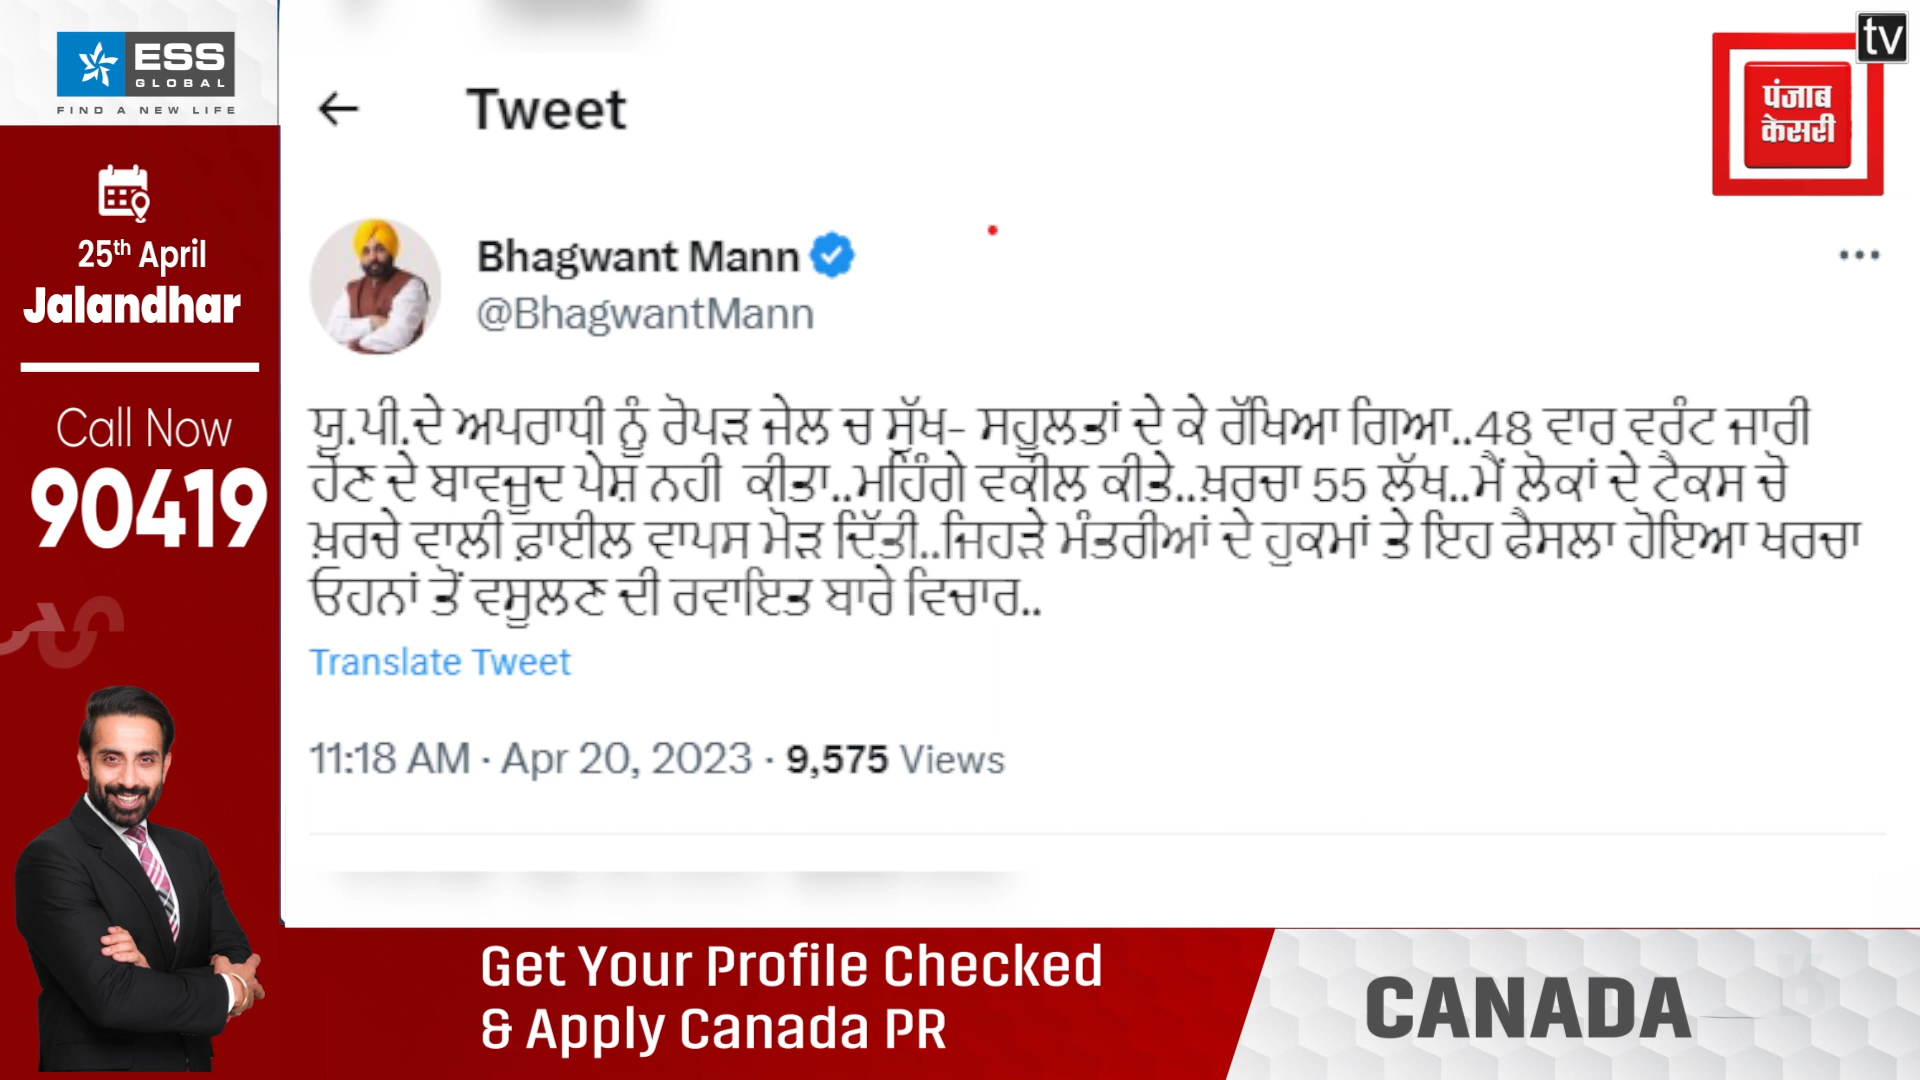 ESS
GLOBAL
FIND A NEW LIFE
25th April
Jalandhar
Call Now
90419
← Tweet
tv
पंजाब
केसरी
Bhagwant Mann
@BhagwantMann
ਯੂ.ਪੀ.ਦੇ ਅਪਰਾਧੀ ਨੂੰ ਰੋਪੜ ਜੇਲ ਚ ਸੁੱਖ- ਸਹੂਲਤਾਂ ਦੇ ਕੇ ਰੱਖਿਆ ਗਿਆ..48 ਵਾਰ ਵਰੰਟ ਜਾਰੀ
ਹੋਣ ਦੇ ਬਾਵਜੂਦ ਪੇਸ਼ ਨਹੀ ਕੀਤਾ..ਮਹਿੰਗੇ ਵਕੀਲ ਕੀਤੇ..ਖ਼ਰਚਾ 55 ਲੱਖ..ਮੈਂ ਲੋਕਾਂ ਦੇ ਟੈਕਸ ਚੋ
ਖ਼ਰਚੇ ਵਾਲੀ ਫ਼ਾਈਲ ਵਾਪਸ ਮੋੜ ਦਿੱਤੀ..ਜਿਹੜੇ ਮੰਤਰੀਆਂ ਦੇ ਹੁਕਮਾਂ ਤੇ ਇਹ ਫੈਸਲਾ ਹੋਇਆ ਖਰਚਾ
ਓਹਨਾਂ ਤੋਂ ਵਸੂਲਣ ਦੀ ਰਵਾਇਤ ਬਾਰੇ ਵਿਚਾਰ..
Translate Tweet
11:18 AM · Apr 20, 2023 · 9,575 Views
Get Your Profile Checked
& Apply Canada PR
CANADA